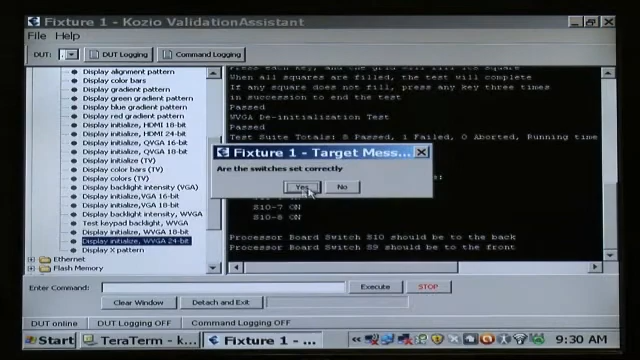 Fixture 1 - Kozio ValidationAssistant
File Help
DUT: DUT Logging Command Logging
Display alignment pattern
Display color bars
Display gradient pattern
Display green gradient pattern
Display blue gradient pattern
Display red gradient pattern
Display initialize, HDMI 18-bit
Display initialize, HDMI 24-bit
Display initialize, QVGA 16-bit
Display initialize, QVGA 18-bit
Display initialize (TV)
Display color bars (TV)
Display colors (TV)
Display backlight intensity (VGA)
Display initialize, VGA 16-bit
Display initialize, VGA 18-bit
Test keypad backlight, WVGA
Display initialize, WVGA 18-bit
Display initialize, WVGA 24-bit
Display X pattern
Ethernet
Flash Memory
Press each key, and the grid will fill its square
When all squares are filled, the test will complete
If any square does not fill, press any key three times
in succession to end the test
Passed
WVGA De-initialization Test
Passed
Test Suite Totals: 8 Passed, 1 Failed, 0 Aborted, Running time
Fixture 1 - Target Mess...
Are the switches set correctly
Yes No
S10-7 ON
S10-8 ON
Processor Board Switch S10 should be to the back
Processor Board Switch S9 should be to the front
Enter Command: Execute STOP
Clear Window Detach and Exit
DUT online DUT Logging OFF Command Logging OFF
Start TeraTerm - k... Fixture 1 - ... 9:30 AM